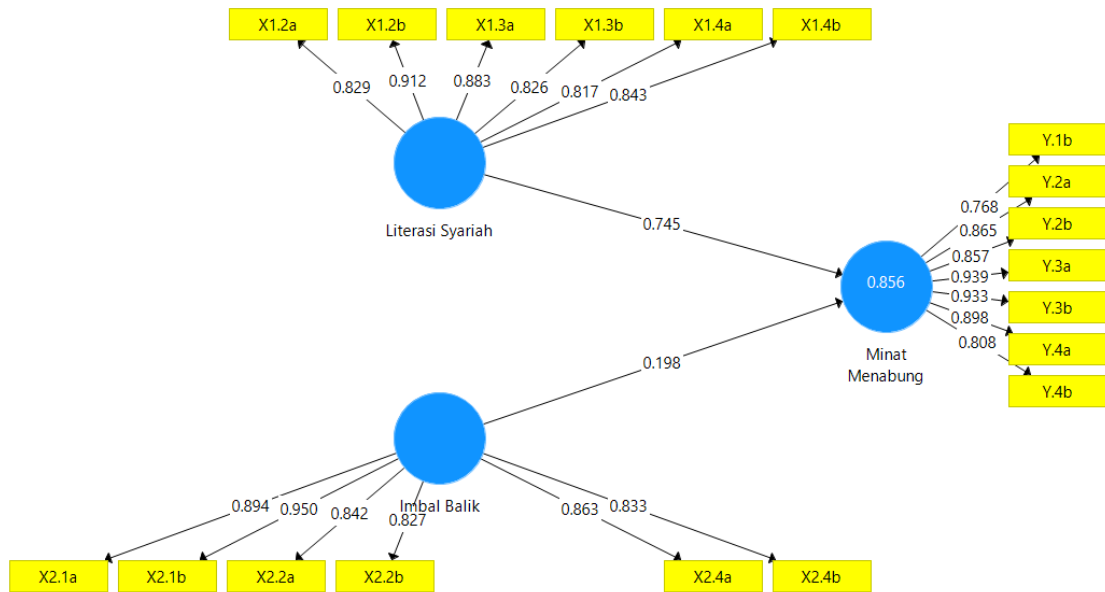 X1.2a
X1.2b
X1.3a
X1.3b
X1.4a
X1.4b
0.829
0.912
0.883
0.826
0.817
0.843
Literasi Syariah
0.745
Y.1b
Y.2a
Y.2b
Y.3a
Y.3b
Y.4a
Y.4b
0.768
0.865
0.857
0.939
0.933
0.898
0.808
0.856
Minat
Menabung
0.198
Imbal Balik
0.894
0.950
0.842
0.827
0.863
0.833
X2.1a
X2.1b
X2.2a
X2.2b
X2.4a
X2.4b